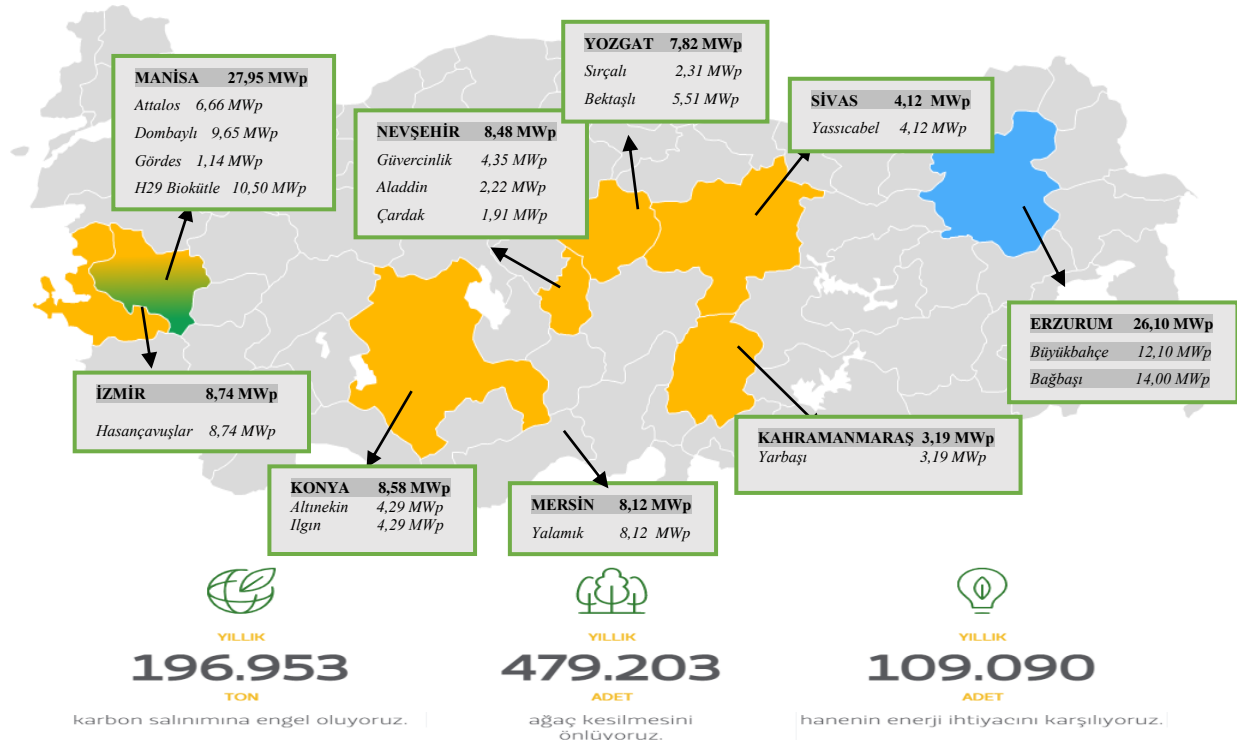 YOZGAT 7,82 MWp
Sırçalı 2,31 MWp
Bektaşlı 5,51 MWp
MANİSA 27,95 MWp
Attalos 6,66 MWp
Dombaylı 9,65 MWp
Gördes 1,14 MWp
H29 Biokütle 10,50 MWp
SİVAS 4,12 MWp
Yassıcabel 4,12 MWp
NEVŞEHİR 8,48 MWp
Güvercinlik 4,35 MWp
Aladdin 2,22 MWp
Çardak 1,91 MWp
ERZURUM 26,10 MWp
Büyükbahçe 12,10 MWp
Bağbaşı 14,00 MWp
İZMİR 8,74 MWp
Hasançavuşlar 8,74 MWp
KAHRAMANMARAŞ 3,19 MWp
Yarbaşı 3,19 MWp
KONYA 8,58 MWp
Altınekin 4,29 MWp
Ilgın 4,29 MWp
MERSİN 8,12 MWp
Yalamık 8,12 MWp
YILLIK
196.953
TON
karbon salınımına engel oluyoruz.
YILLIK
479.203
ADET
ağaç kesilmesini
önlüyoruz.
YILLIK
109.090
ADET
hanenin enerji ihtiyacını karşılıyoruz.